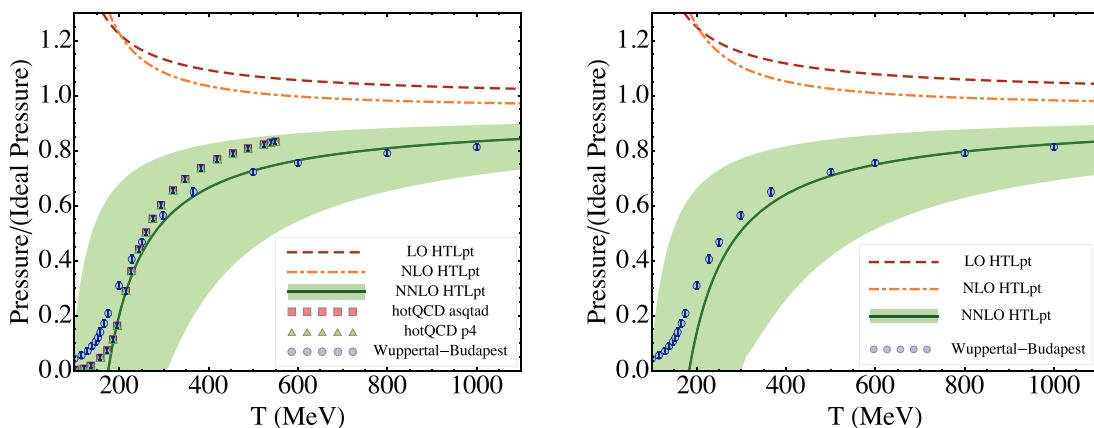 Pressure/(Ideal Pressure)
1.2
1.0
0.8
0.6
0.4
0.2
0.0
200 400 600 800 1000
T (MeV)
LO HTLpt
NLO HTLpt
NNLO HTLpt
hotQCD asqtad
hotQCD p4
Wuppertal−Budapest
Pressure/(Ideal Pressure)
1.2
1.0
0.8
0.6
0.4
0.2
0.0
200 400 600 800 1000
T (MeV)
LO HTLpt
NLO HTLpt
NNLO HTLpt
Wuppertal−Budapest